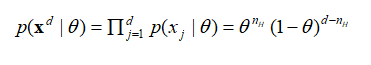 p(x^d | θ) = ∏_{j=1}^{d} p(x_j | θ) = θ^{n_H} (1 − θ)^{d−n_H}